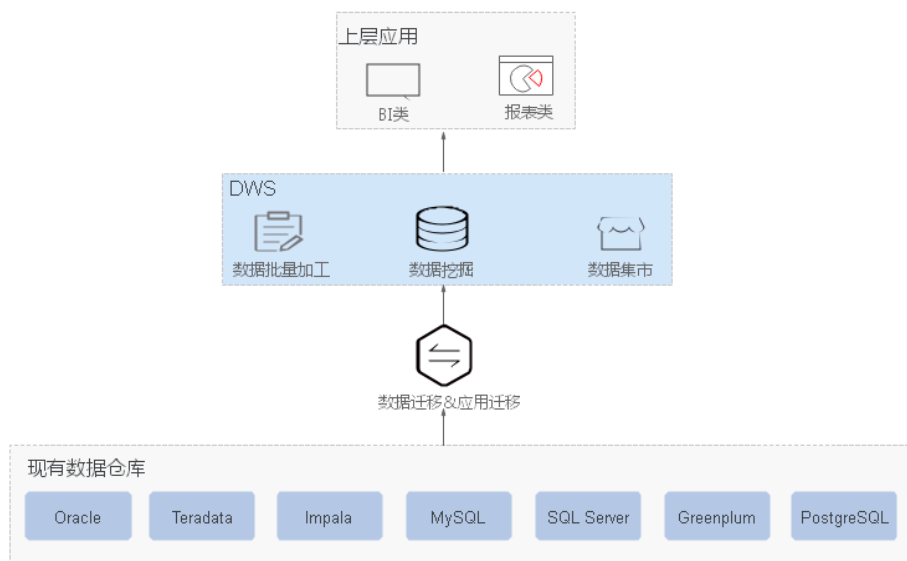 上层应用
BI类 报表类
DWS
数据批量加工 数据挖掘 数据集市
数据迁移&应用迁移
现有数据仓库
Oracle Teradata Impala MySQL SQL Server Greenplum PostgreSQL